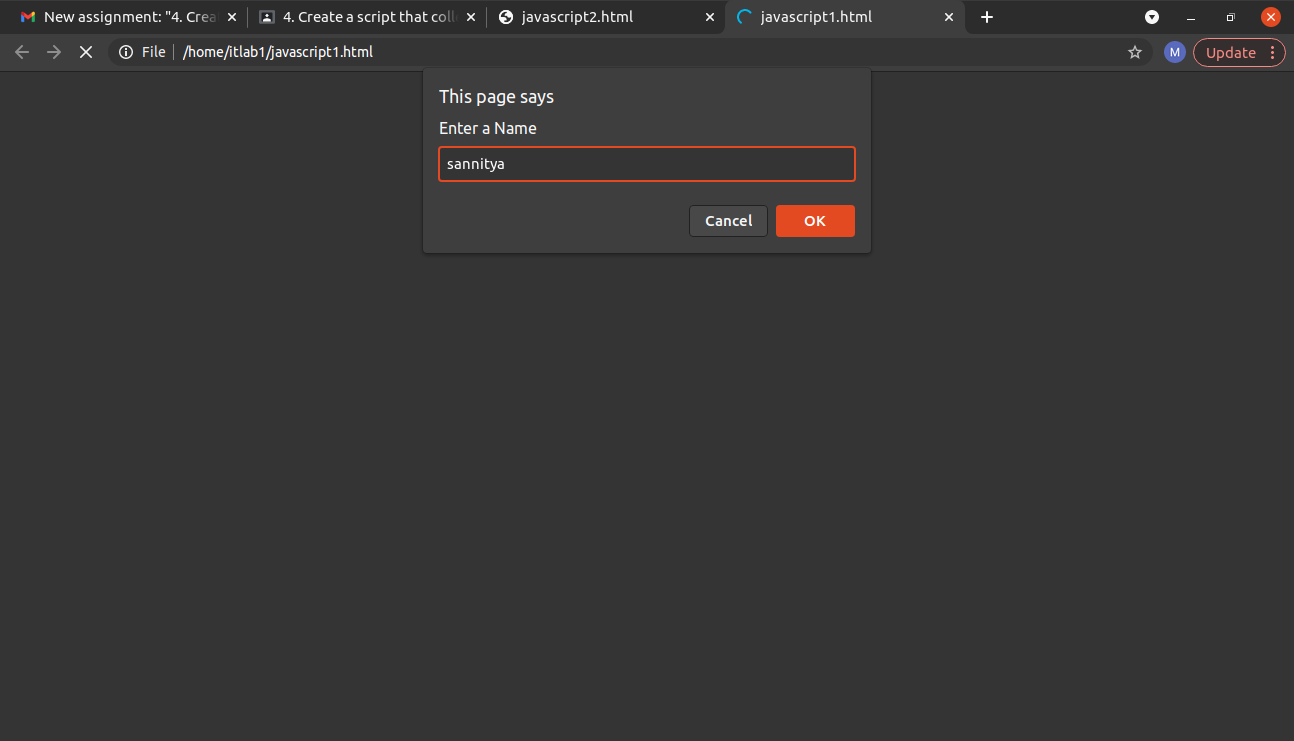 New assignment: "4. Crea
4. Create a script that coll
javascript2.html
javascript1.html
File
/home/itlab1/javascript1.html
M
Update
This page says
Enter a Name
sannitya
Cancel
OK